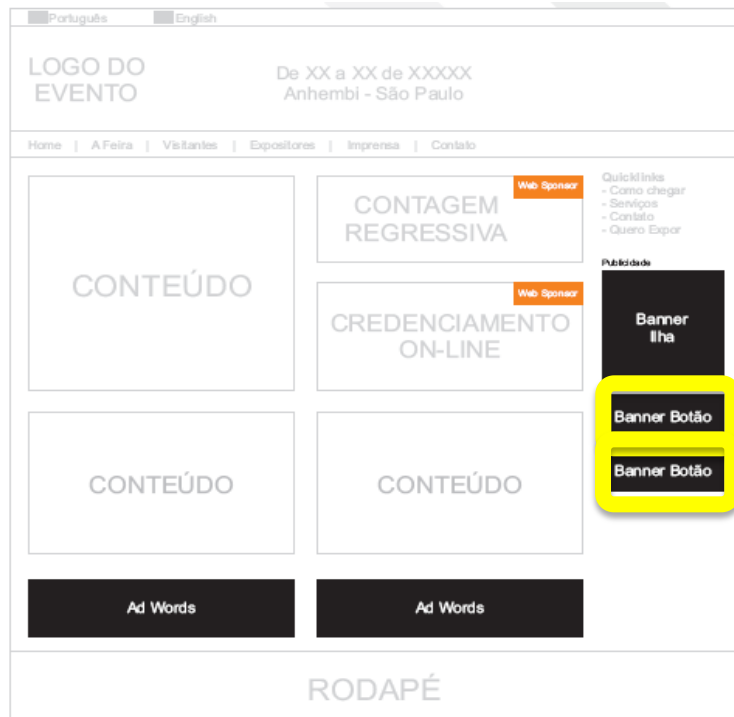 Português English
LOGO DO
EVENTO
De XX a XX de XXXXX
Anhembi - São Paulo
Home | A Feira | Visitantes | Expositores | Imprensa | Contato
CONTEÚDO
Web Sponsor
CONTAGEM
REGRESSIVA
Web Sponsor
CREDENCIAMENTO
ON-LINE
Quicklinks
- Como chegar
- Serviços
- Contato
- Quero Expor
Publicidade
Banner
Ilha
Banner Botão
Banner Botão
CONTEÚDO
CONTEÚDO
Ad Words
Ad Words
RODAPÉ